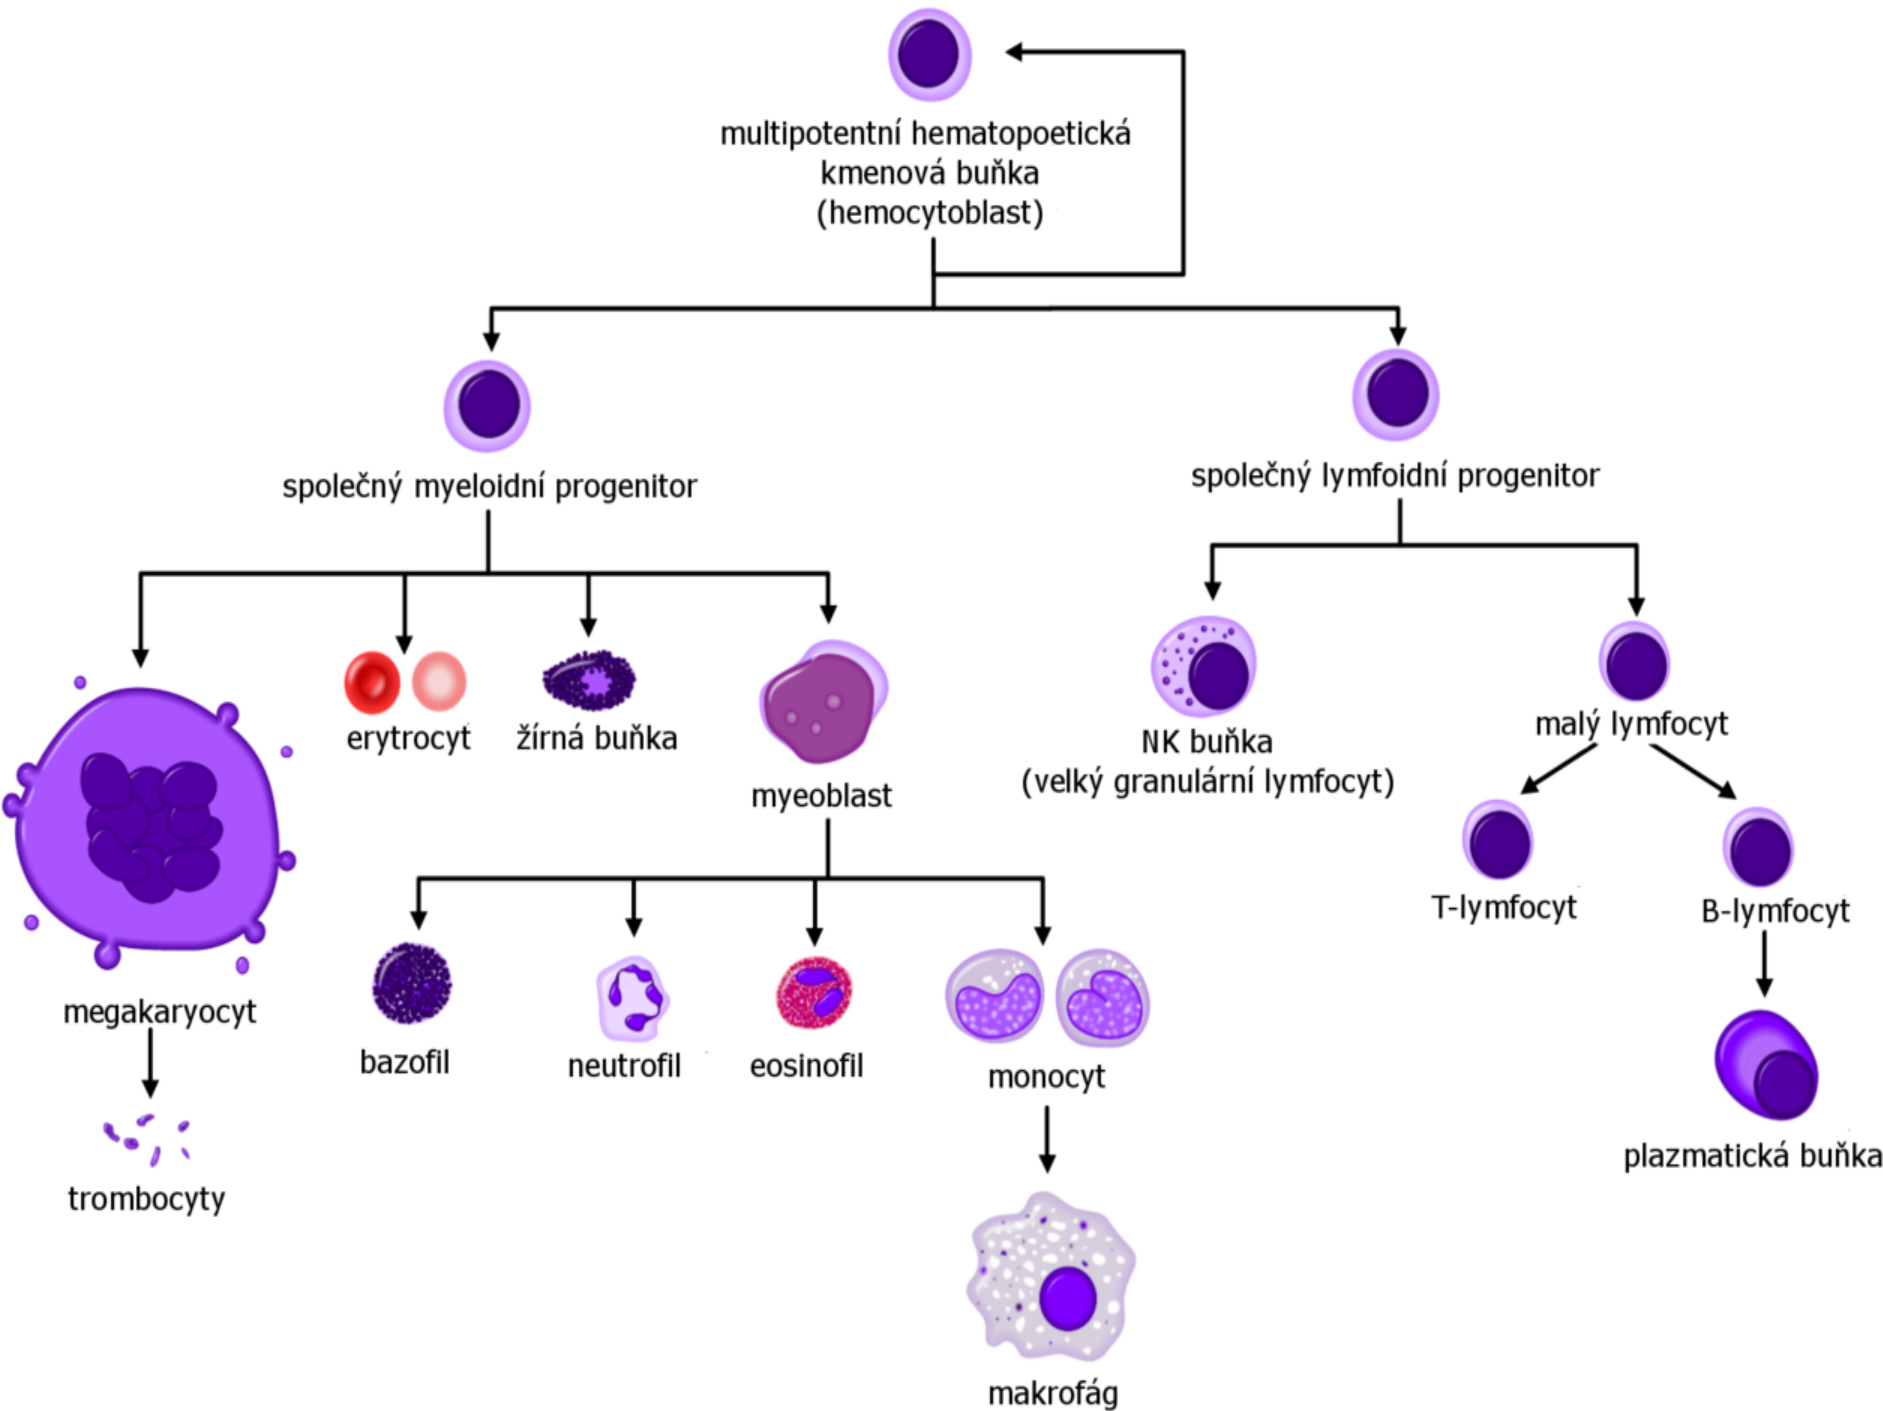 multipotentní hematopoetická
kmenová buňka
(hemocytoblast)
společný myeloidní progenitor
společný lymfoidní progenitor
erytrocyt
žírná buňka
myeoblast
NK buňka
(velký granulární lymfocyt)
malý lymfocyt
T-lymfocyt
B-lymfocyt
megakaryocyt
bazofil
neutrofil
eosinofil
monocyt
plazmatická buňka
trombocyty
makrofág